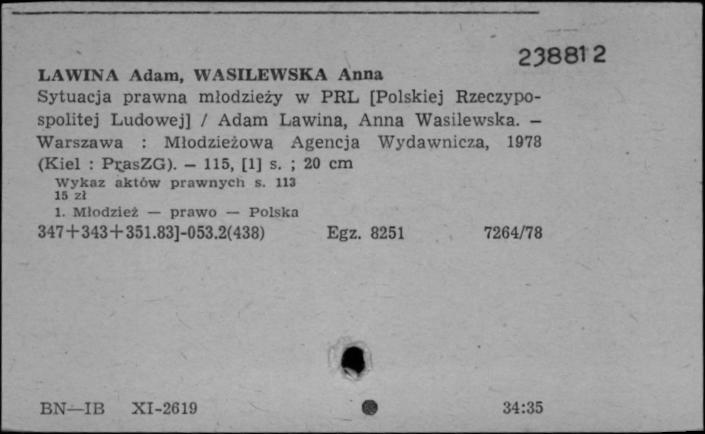 238812
LAWINA Adam, WASILEWSKA Anna
Sytuacja prawna młodzieży w PRL [Polskiej Rzeczypo-
spolitej Ludowej] / Adam Lawina, Anna Wasilewska. —
Warszawa : Młodzieżowa Agencja Wydawnicza, 1978
(Kiel : PrasZG). — 115, [1] s. ; 20 cm
Wykaz aktów prawnych s. 113
15 zł
1. Młodzież — prawo — Polska
347+343+351.83]-053.2(438) Egz. 8251 7264/78
BN—IB XI-2619 34:35